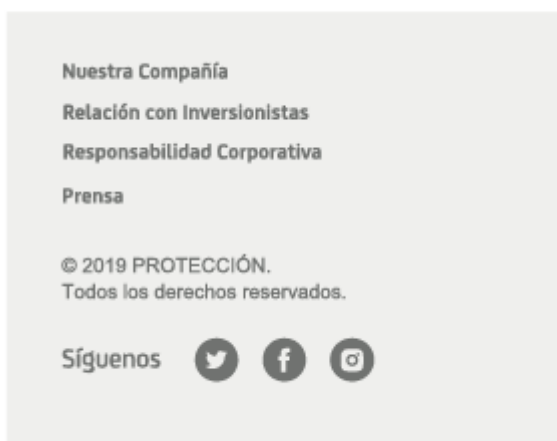 Nuestra Compañía
Relación con Inversionistas
Responsabilidad Corporativa
Prensa
© 2019 PROTECCIÓN.
Todos los derechos reservados.
Síguenos